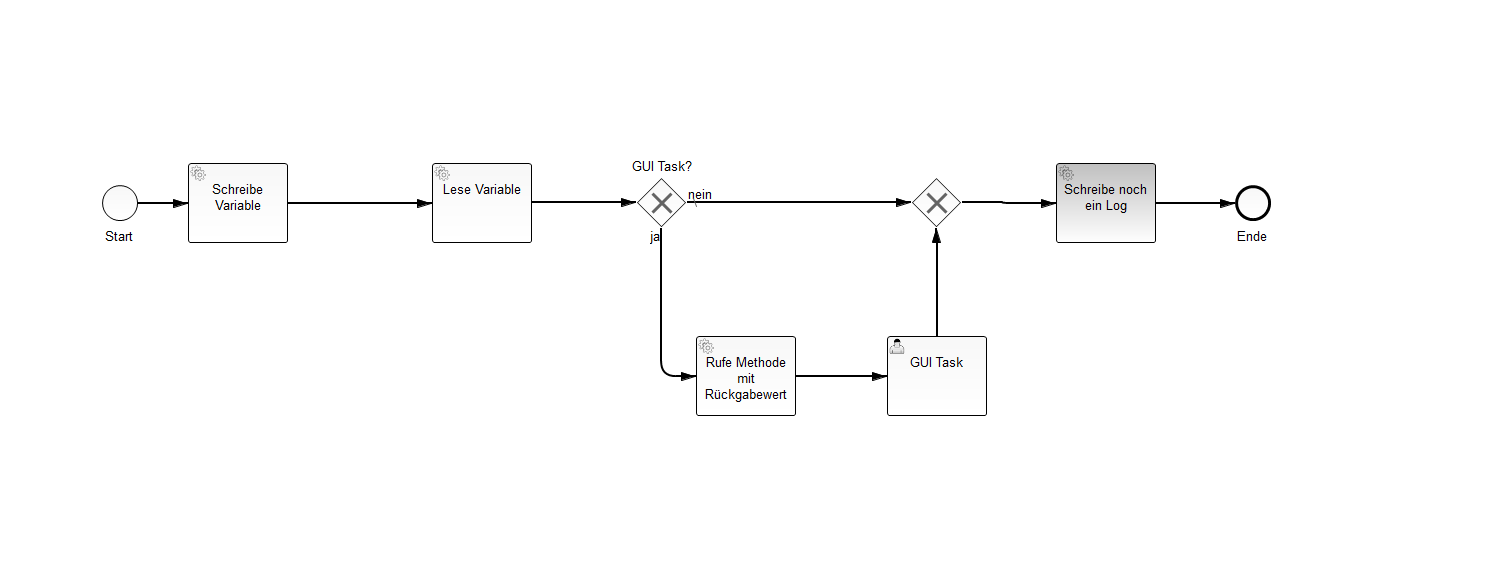 GUI Task?
Schreibe
Variable
Lese Variable
nein
Schreibe noch
ein Log
Start
ja
Ende
Rufe Methode
mit
Rückgabewert
GUI Task